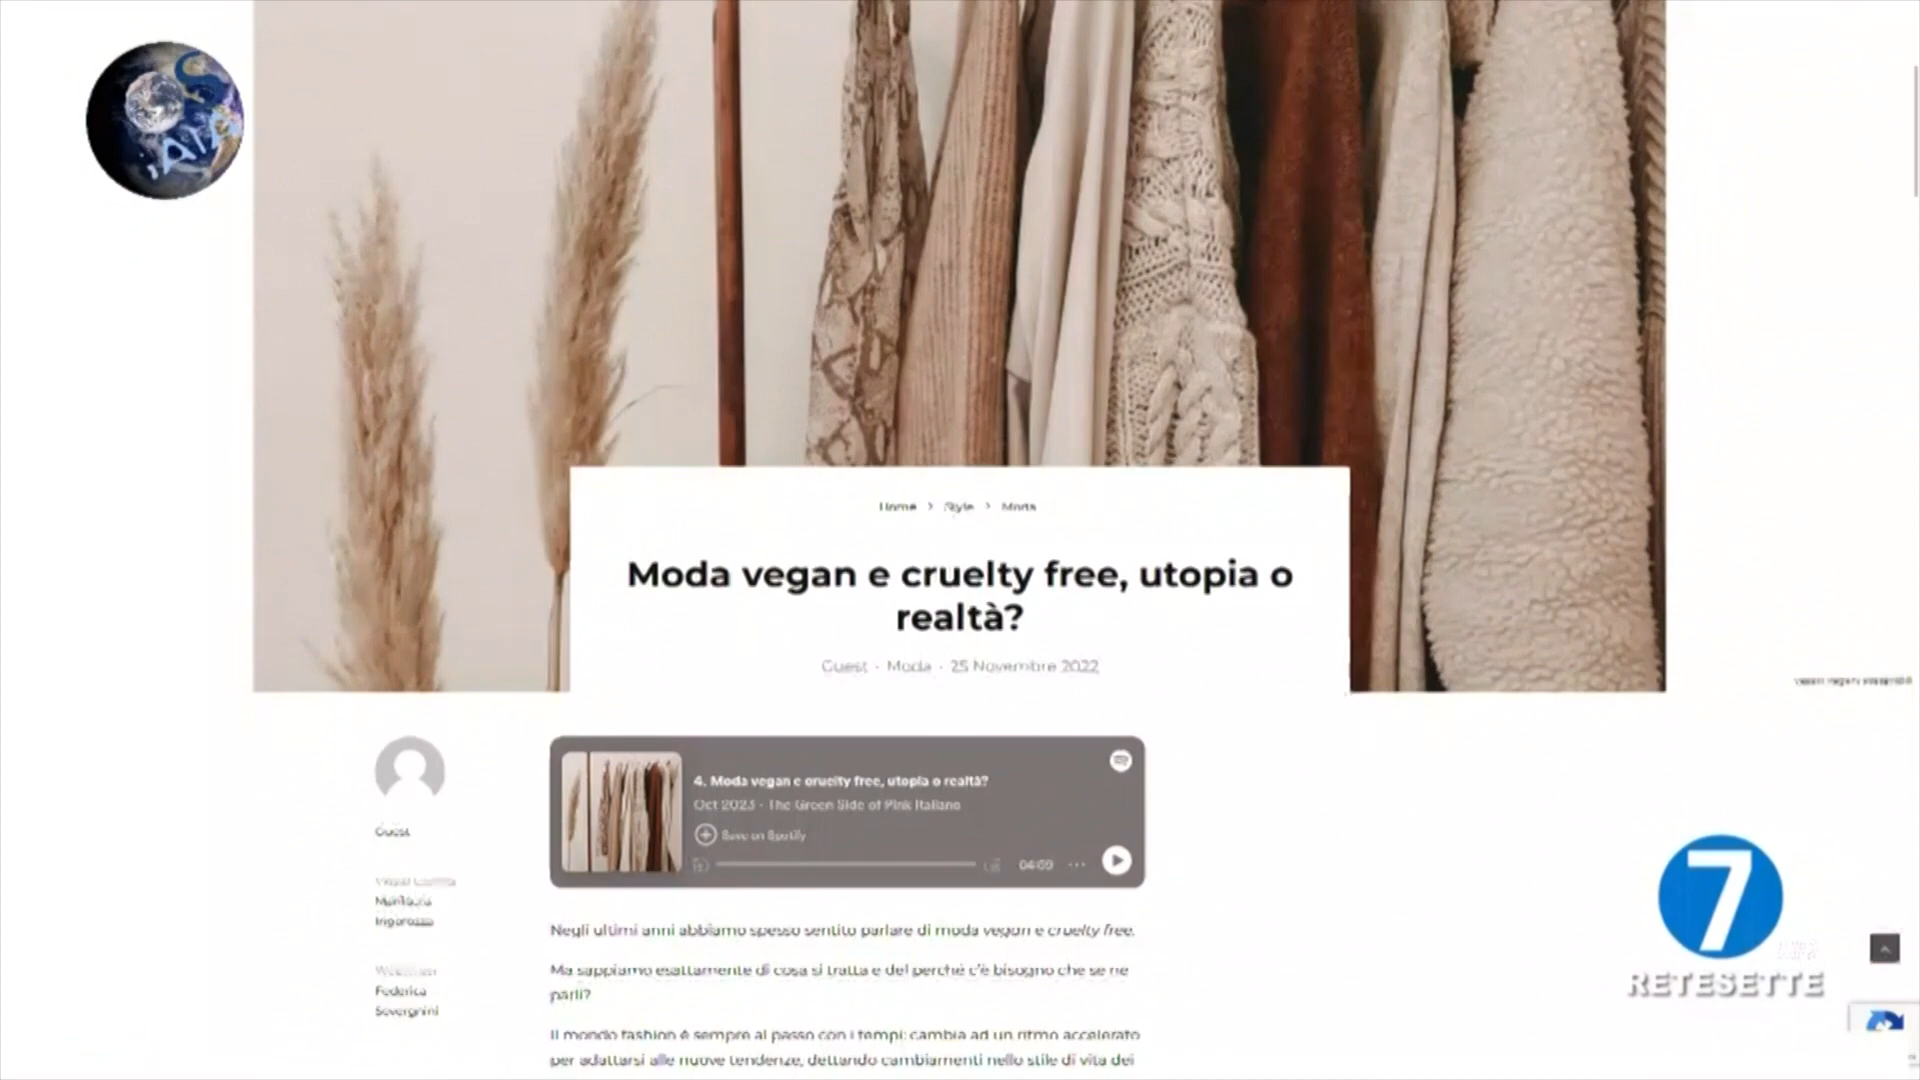 Home > Style > Moda
Moda vegan e cruelty free, utopia o
realtà?
Guest · Moda · 25 Novembre 2022
4. Moda vegan e cruelty free, utopia o realtà?
Oct 2023 · The Green Side of Pink Italiano
Save on Spotify
04:09
Guest
Federica
Severgnini
Negli ultimi anni abbiamo spesso sentito parlare di moda vegan e cruelty free.
Ma sappiamo esattamente di cosa si tratta e del perché c'è bisogno che se ne
parli?
Il mondo fashion è sempre al passo con i tempi: cambia ad un ritmo accelerato
per adattarsi alle nuove tendenze, dettando cambiamenti nello stile di vita dei
7
RETESETTE